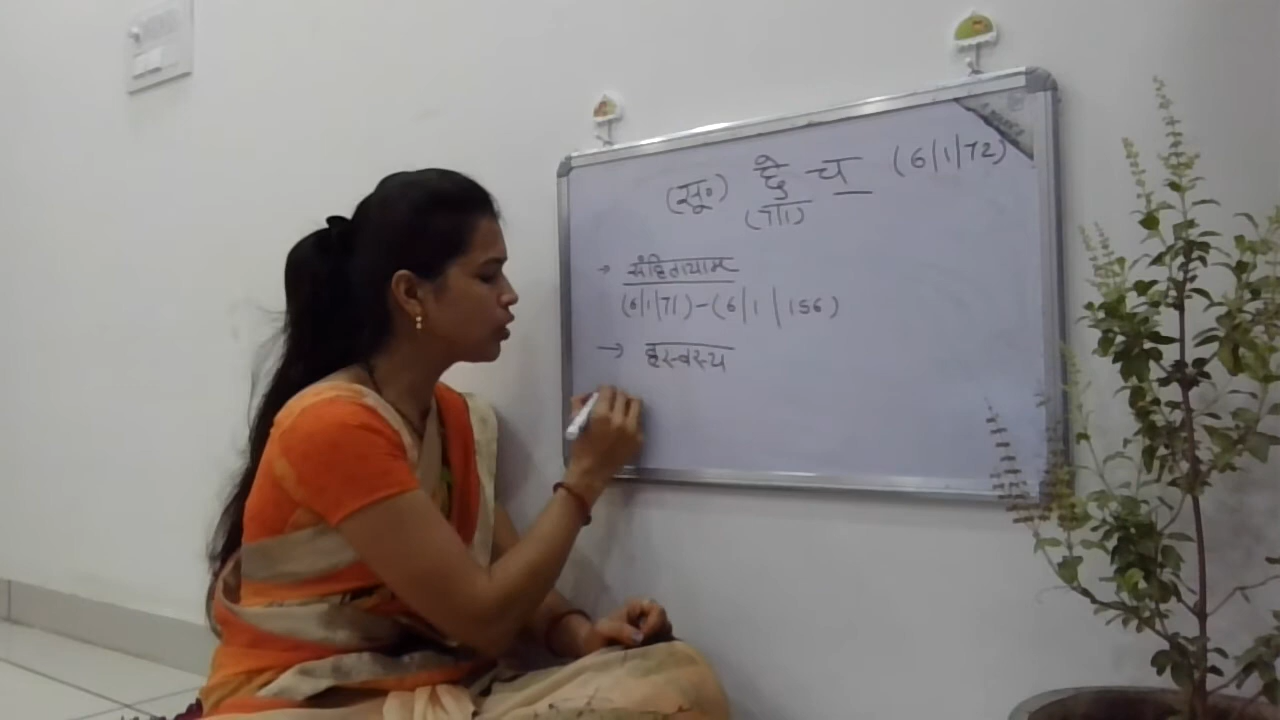 (सू०) छे च (6/1/72)
(7/1)
→ संहितायाम्
(6/1/71) - (6/1/156)
→ ह्रस्वस्य